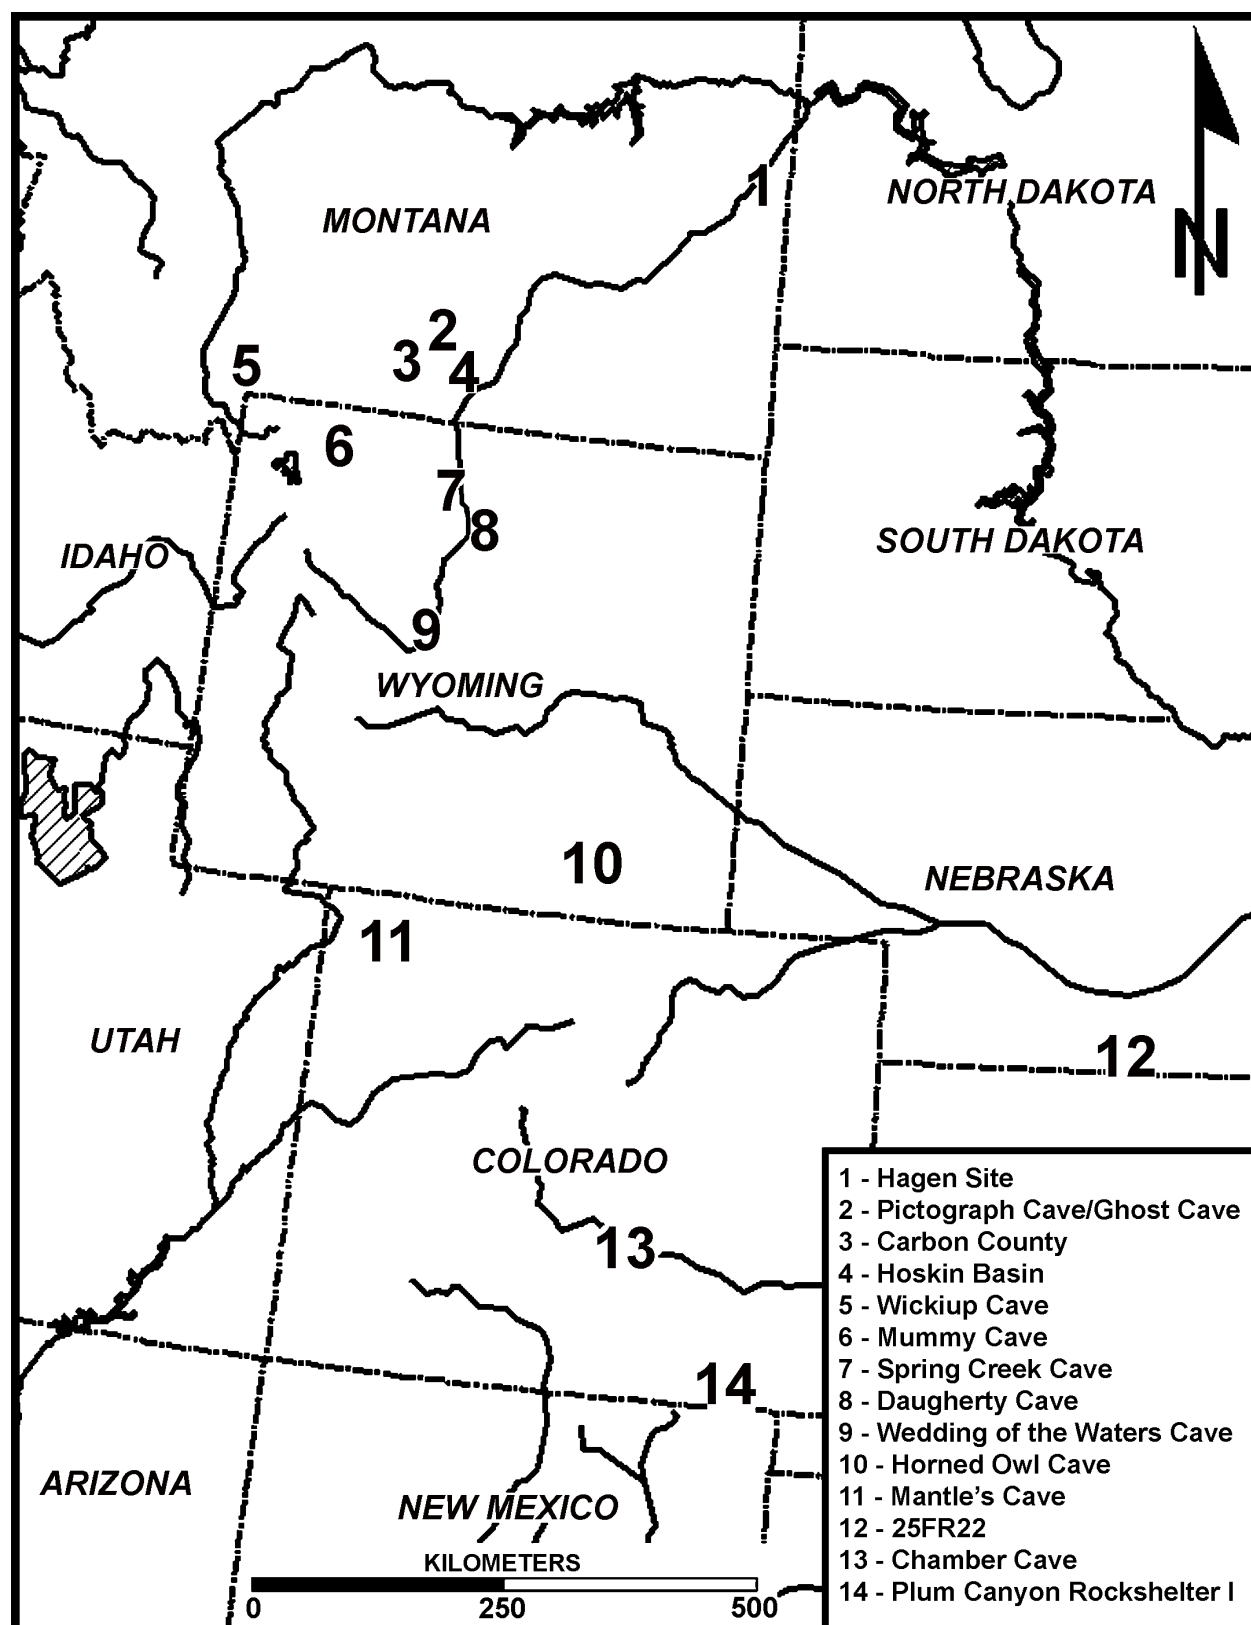 1
N
NORTH DAKOTA
MONTANA
2
3
4
5
6
7
8
SOUTH DAKOTA
IDAHO
9
WYOMING
10
NEBRASKA
11
UTAH
12
COLORADO
13
14
ARIZONA
NEW MEXICO
KILOMETERS
0 250 500
1 - Hagen Site
2 - Pictograph Cave/Ghost Cave
3 - Carbon County
4 - Hoskin Basin
5 - Wickiup Cave
6 - Mummy Cave
7 - Spring Creek Cave
8 - Daugherty Cave
9 - Wedding of the Waters Cave
10 - Horned Owl Cave
11 - Mantle's Cave
12 - 25FR22
13 - Chamber Cave
14 - Plum Canyon Rockshelter I